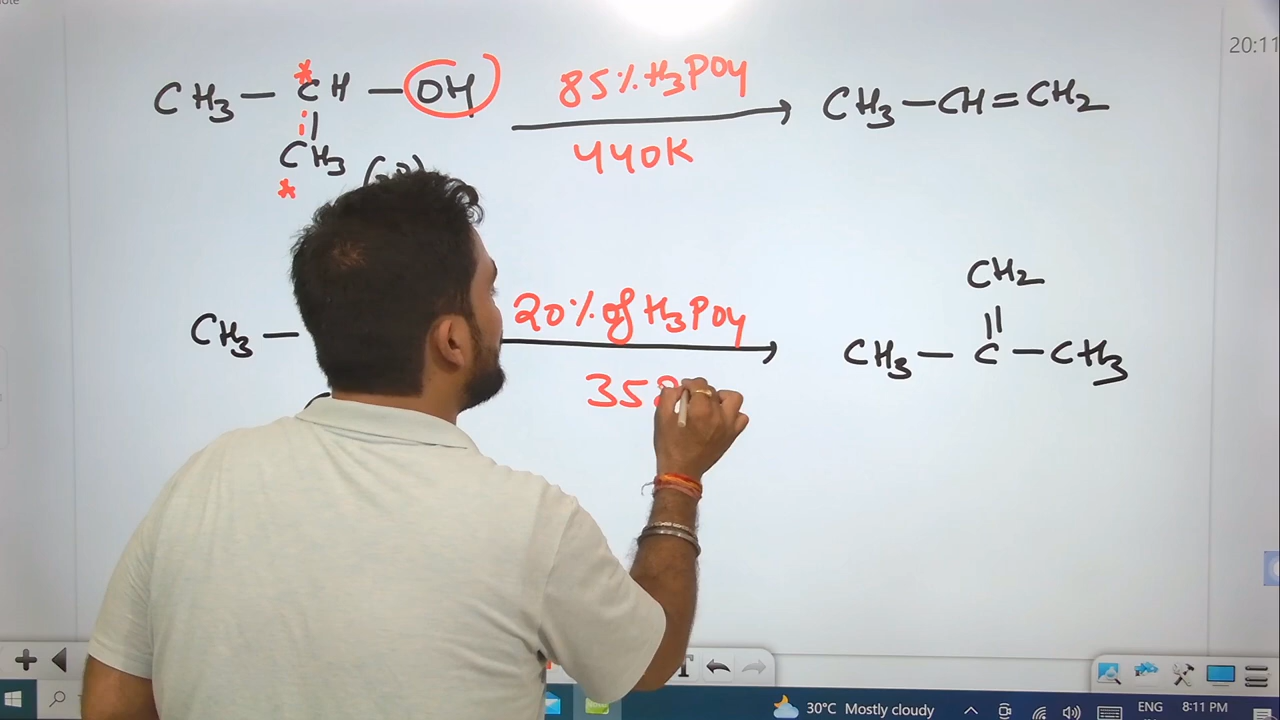 20:11
CH3 — CH — OH 85% H3PO4 CH3 — CH = CH2
440K
CH3
CH2
CH3 — 20% of H3PO4 CH3 — C — CH3
358
30°C Mostly cloudy ENG 8:11 PM